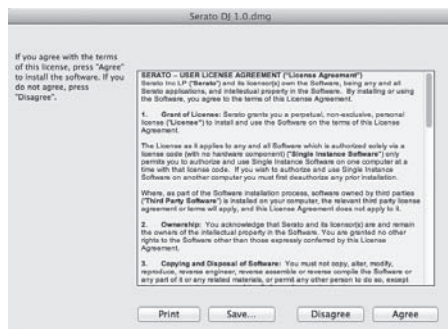 Serato DJ 1.0.dmg
If you agree with the terms
of this license, press "Agree"
to install the software. If you
do not agree, press
"Disagree".
SERATO – USER LICENSE AGREEMENT ("License Agreement")
Serato Inc LP ("Serato") and its licensor(s) own the Software, being any and all
Serato applications, and intellectual property in the Software. By installing or using
the Software, you agree to the terms of this License Agreement.
1. Grant of License: Serato grants you a perpetual, non-exclusive, personal
license ("License") to install and use the Software on the terms of this License
Agreement.
The License as it applies to any and all Software which is authorized solely via a
license code (with no hardware component) ("Single Instance Software") only
permits you to authorize and use Single Instance Software on one computer at a
time with that license code. If you wish to authorize and use Single Instance
Software on another computer you must first deauthorize any prior installation.
Where, as part of the Software installation process, software owned by third parties
("Third Party Software") is installed on your computer, the relevant third party license
agreement or terms will apply, and this License Agreement does not apply to it.
2. Ownership: You acknowledge that Serato and its licensor(s) are and remain
the owners of the intellectual property in the Software. You are granted no other
rights to the Software other than those expressly conferred by this License
Agreement.
3. Copying and Disposal of Software: You must not copy, alter, modify,
reproduce, reverse engineer, reverse assemble or reverse compile the Software or
any part of it or any related materials, or permit any other person to do so, except
Print Save... Disagree Agree